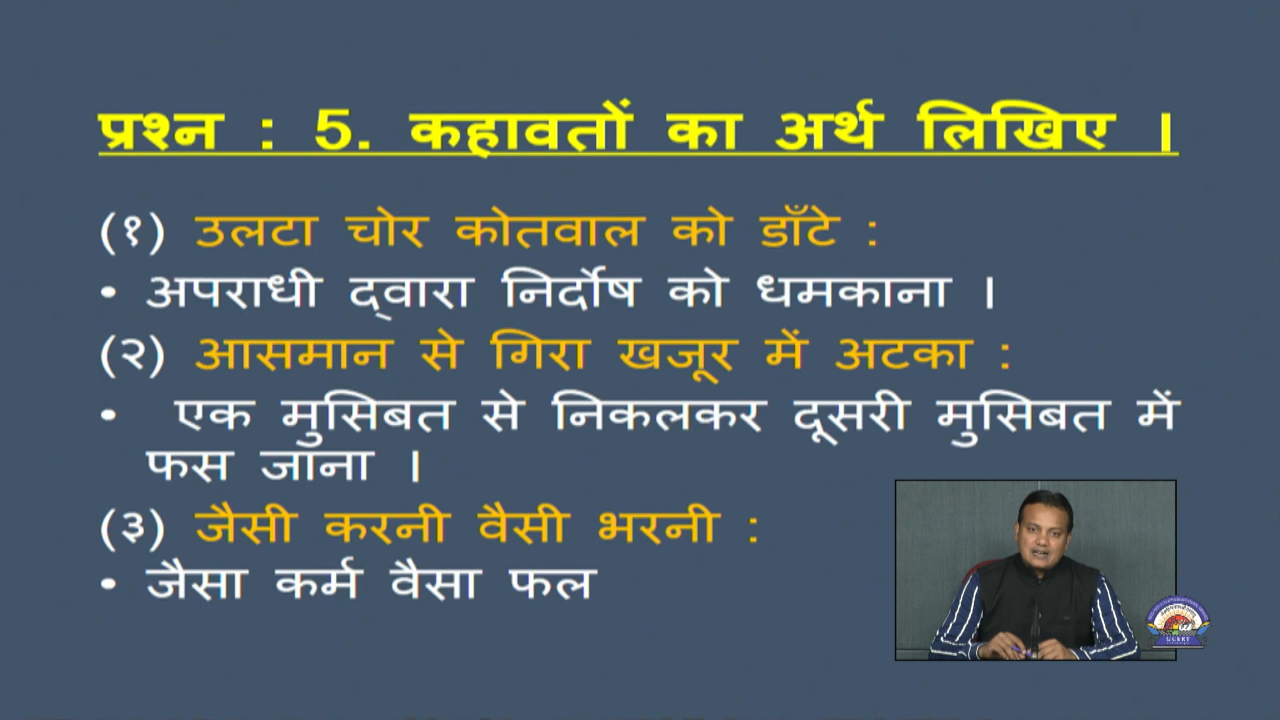 प्रश्न : 5. कहावतों का अर्थ लिखिए ।
(१) उलटा चोर कोतवाल को डाँटे :
• अपराधी द्‌वारा निर्दोष को धमकाना ।
(२) आसमान से गिरा खजूर में अटका :
• एक मुसिबत से निकलकर दूसरी मुसिबत में
फस जाना ।
(३) जैसी करनी वैसी भरनी :
• जैसा कर्म वैसा फल